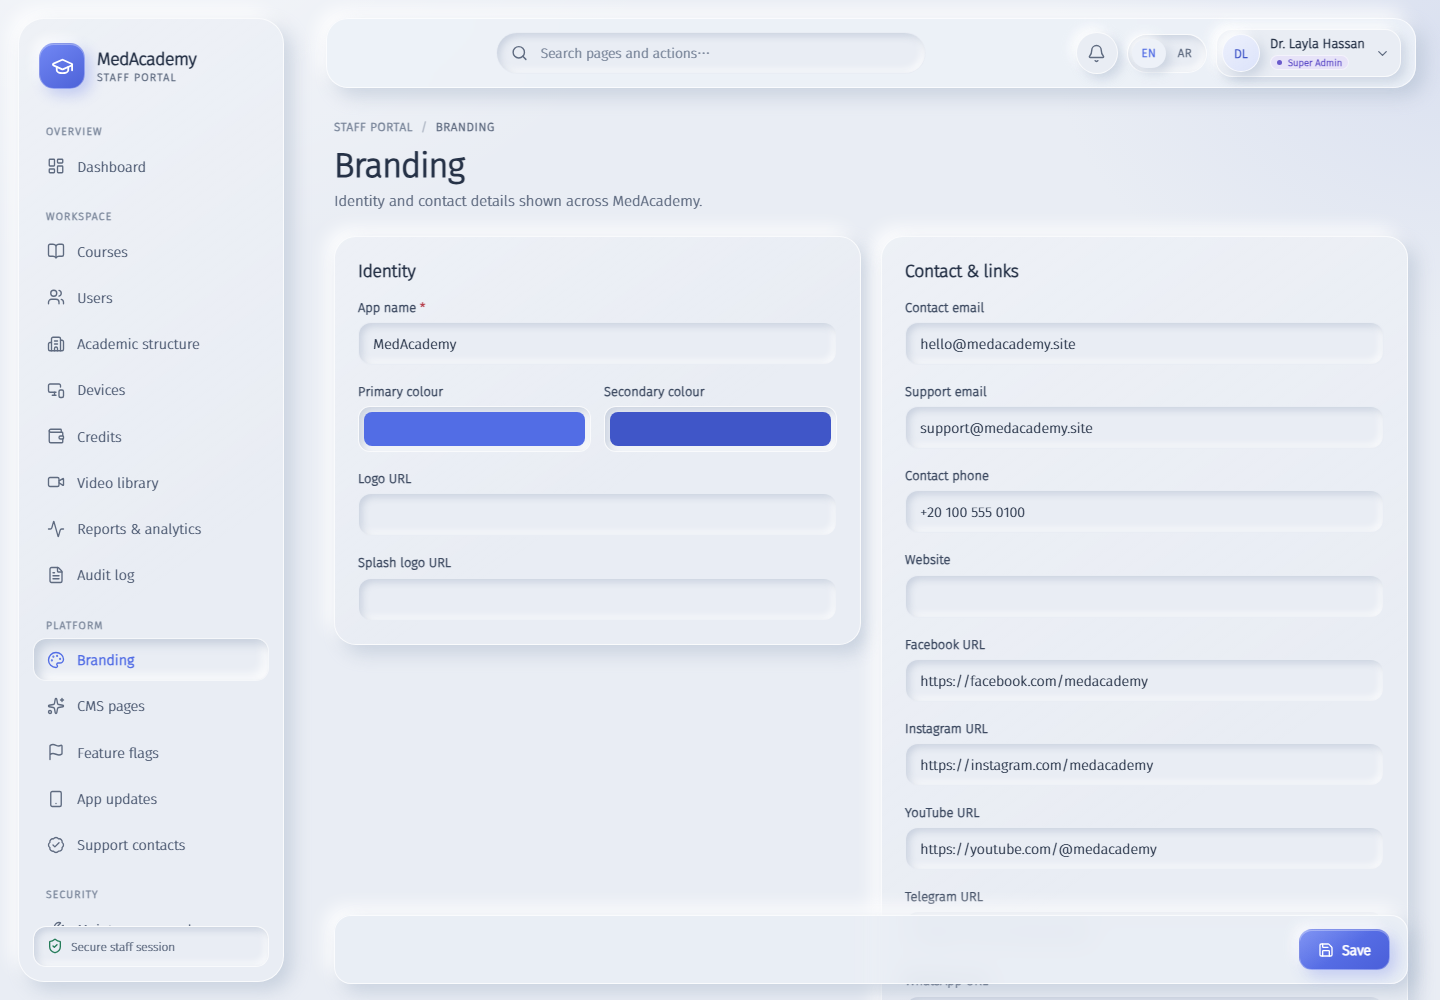 MedAcademy
STAFF PORTAL
OVERVIEW
Dashboard
WORKSPACE
Courses
Users
Academic structure
Devices
Credits
Video library
Reports & analytics
Audit log
PLATFORM
Branding
CMS pages
Feature flags
App updates
Support contacts
SECURITY
Secure staff session
Search pages and actions···
EN AR
DL
Dr. Layla Hassan
Super Admin
STAFF PORTAL / BRANDING
Branding
Identity and contact details shown across MedAcademy.
Identity
App name *
MedAcademy
Primary colour
Secondary colour
Logo URL
Splash logo URL
Contact & links
Contact email
hello@medacademy.site
Support email
support@medacademy.site
Contact phone
+20 100 555 0100
Website
Facebook URL
https://facebook.com/medacademy
Instagram URL
https://instagram.com/medacademy
YouTube URL
https://youtube.com/@medacademy
Telegram URL
Save